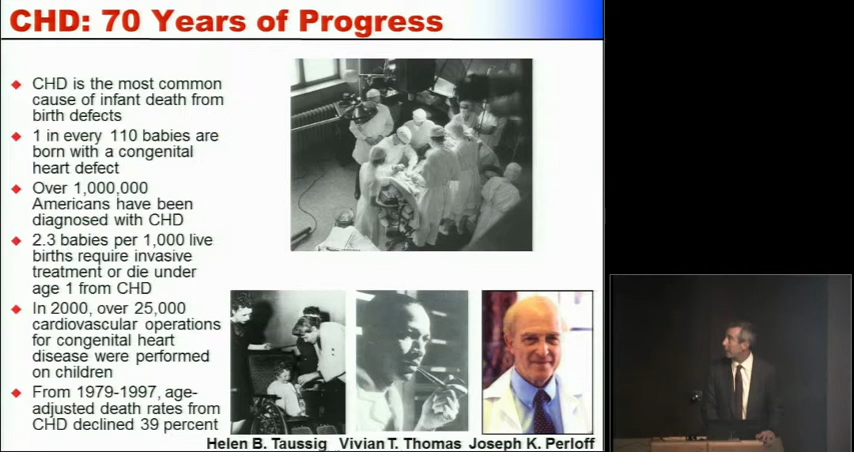 CHD: 70 Years of Progress
CHD is the most common
cause of infant death from
birth defects
1 in every 110 babies are
born with a congenital
heart defect
Over 1,000,000
Americans have been
diagnosed with CHD
2.3 babies per 1,000 live
births require invasive
treatment or die under
age 1 from CHD
In 2000, over 25,000
cardiovascular operations
for congenital heart
disease were performed
on children
From 1979-1997, age-
adjusted death rates from
CHD declined 39 percent
Helen B. Taussig Vivian T. Thomas Joseph K. Perloff